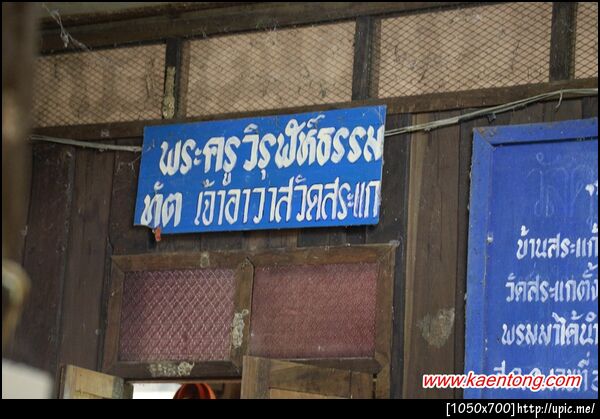 พระครูวิรุฬห์ธรรม
ทัต เจ้าอาวาสวัดสระแก
บ้านสระแก
วัดสระแกตั้ง
พรมมาได้นำ
www.kaentong.com
[1050x700]http://upic.me/